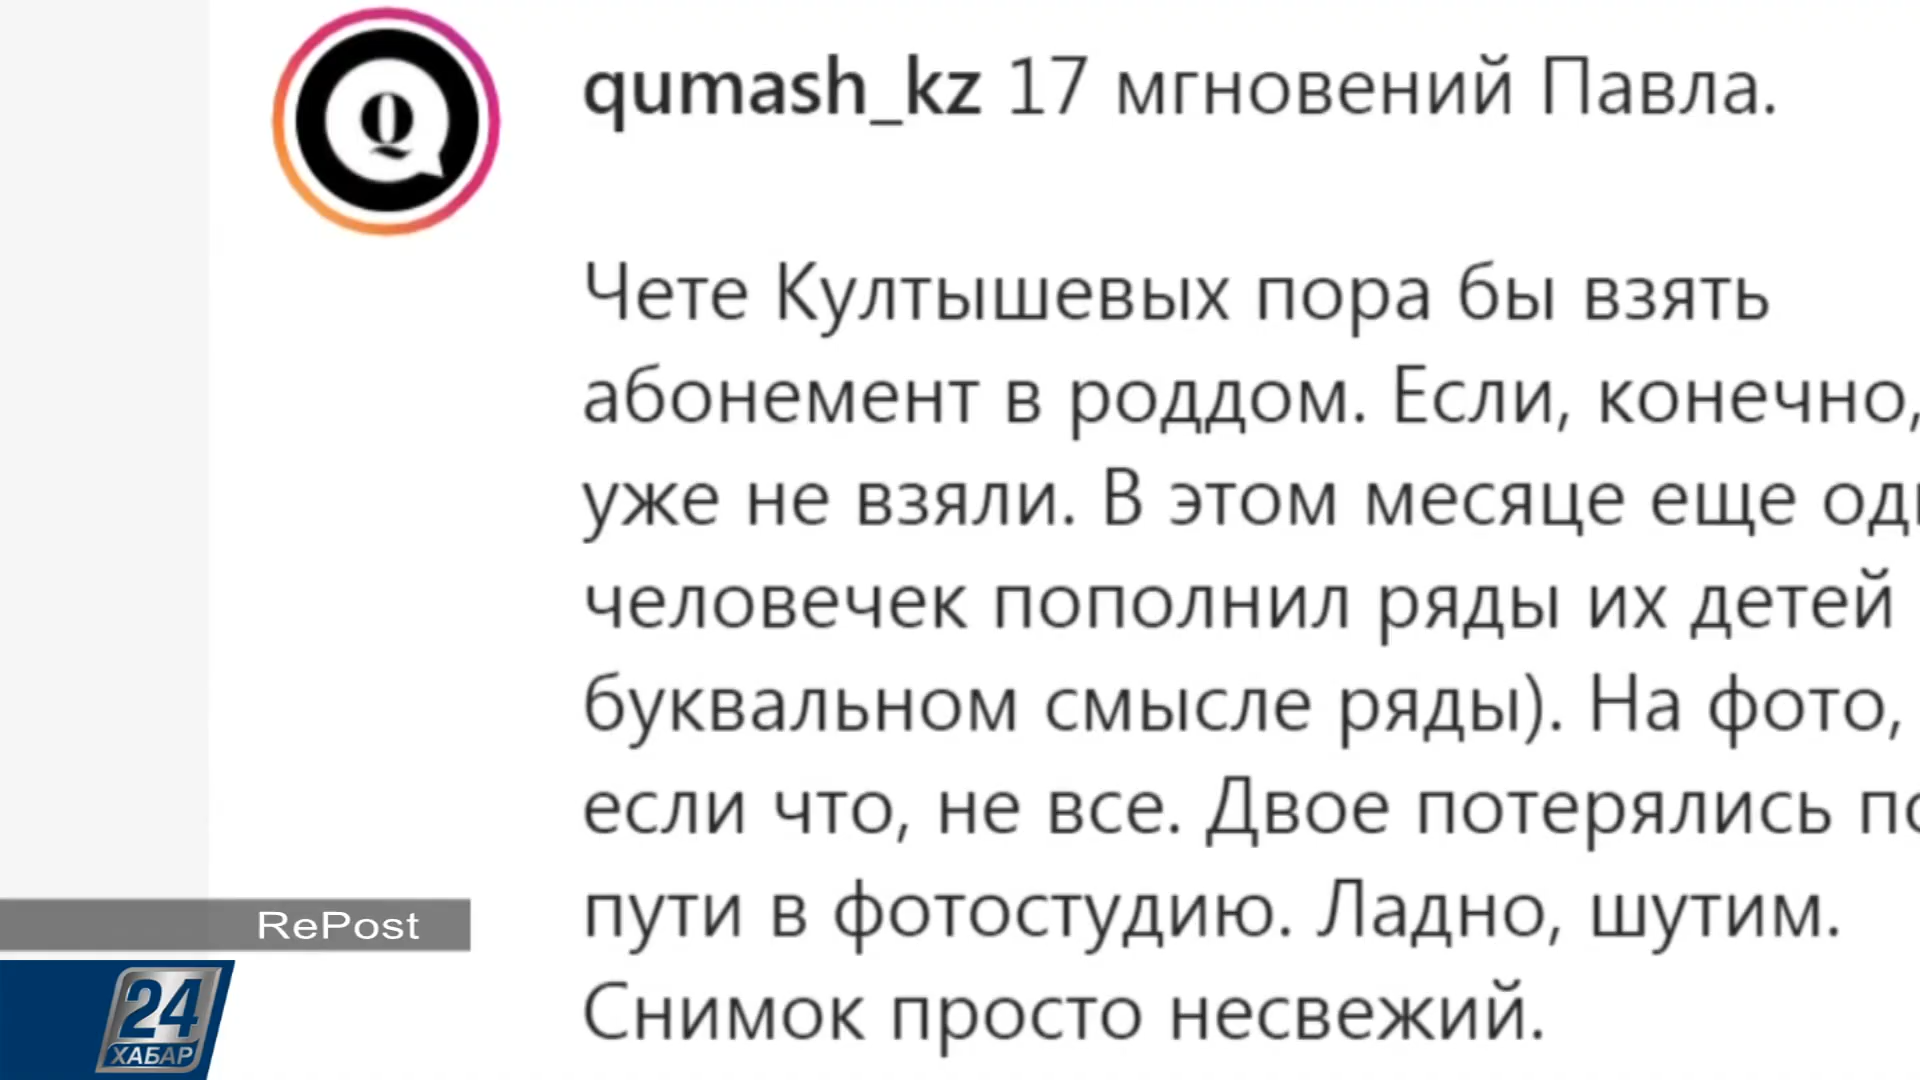 Q
qumash_kz 17 мгновений Павла.
Чете Култышевых пора бы взять
абонемент в роддом. Если, конечно,
уже не взяли. В этом месяце еще
человечек пополнил ряды их детей
буквальном смысле ряды). На фото,
если что, не все. Двое потерялись
пути в фотостудию. Ладно, шутим.
Снимок просто несвежий.
RePost
24
ХАБАР